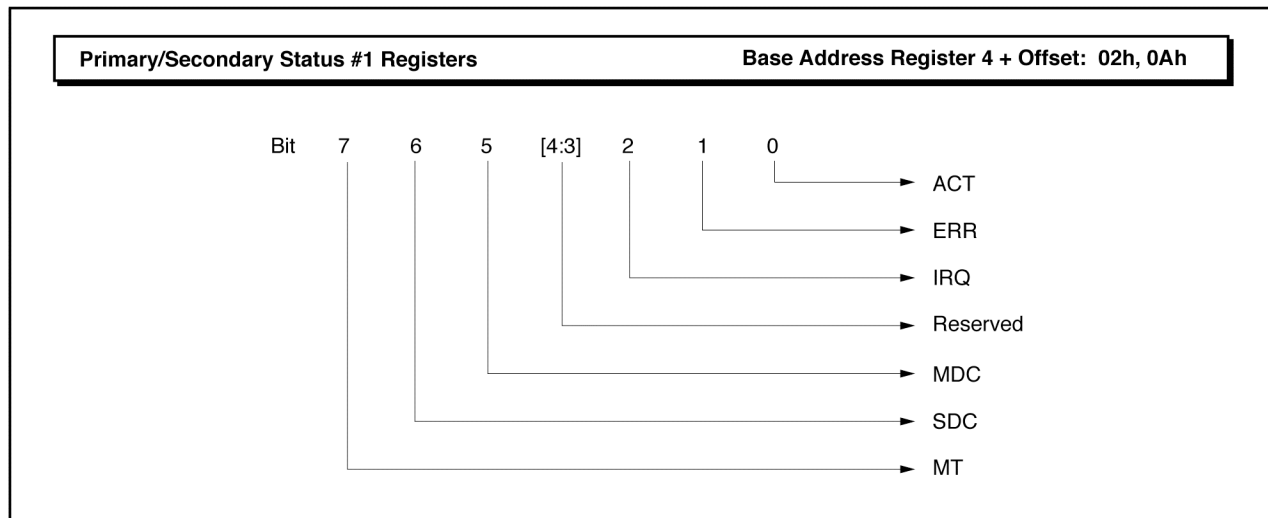 Primary/Secondary Status #1 Registers Base Address Register 4 + Offset: 02h, 0Ah
Bit 7 6 5 [4:3] 2 1 0
ACT
ERR
IRQ
Reserved
MDC
SDC
MT